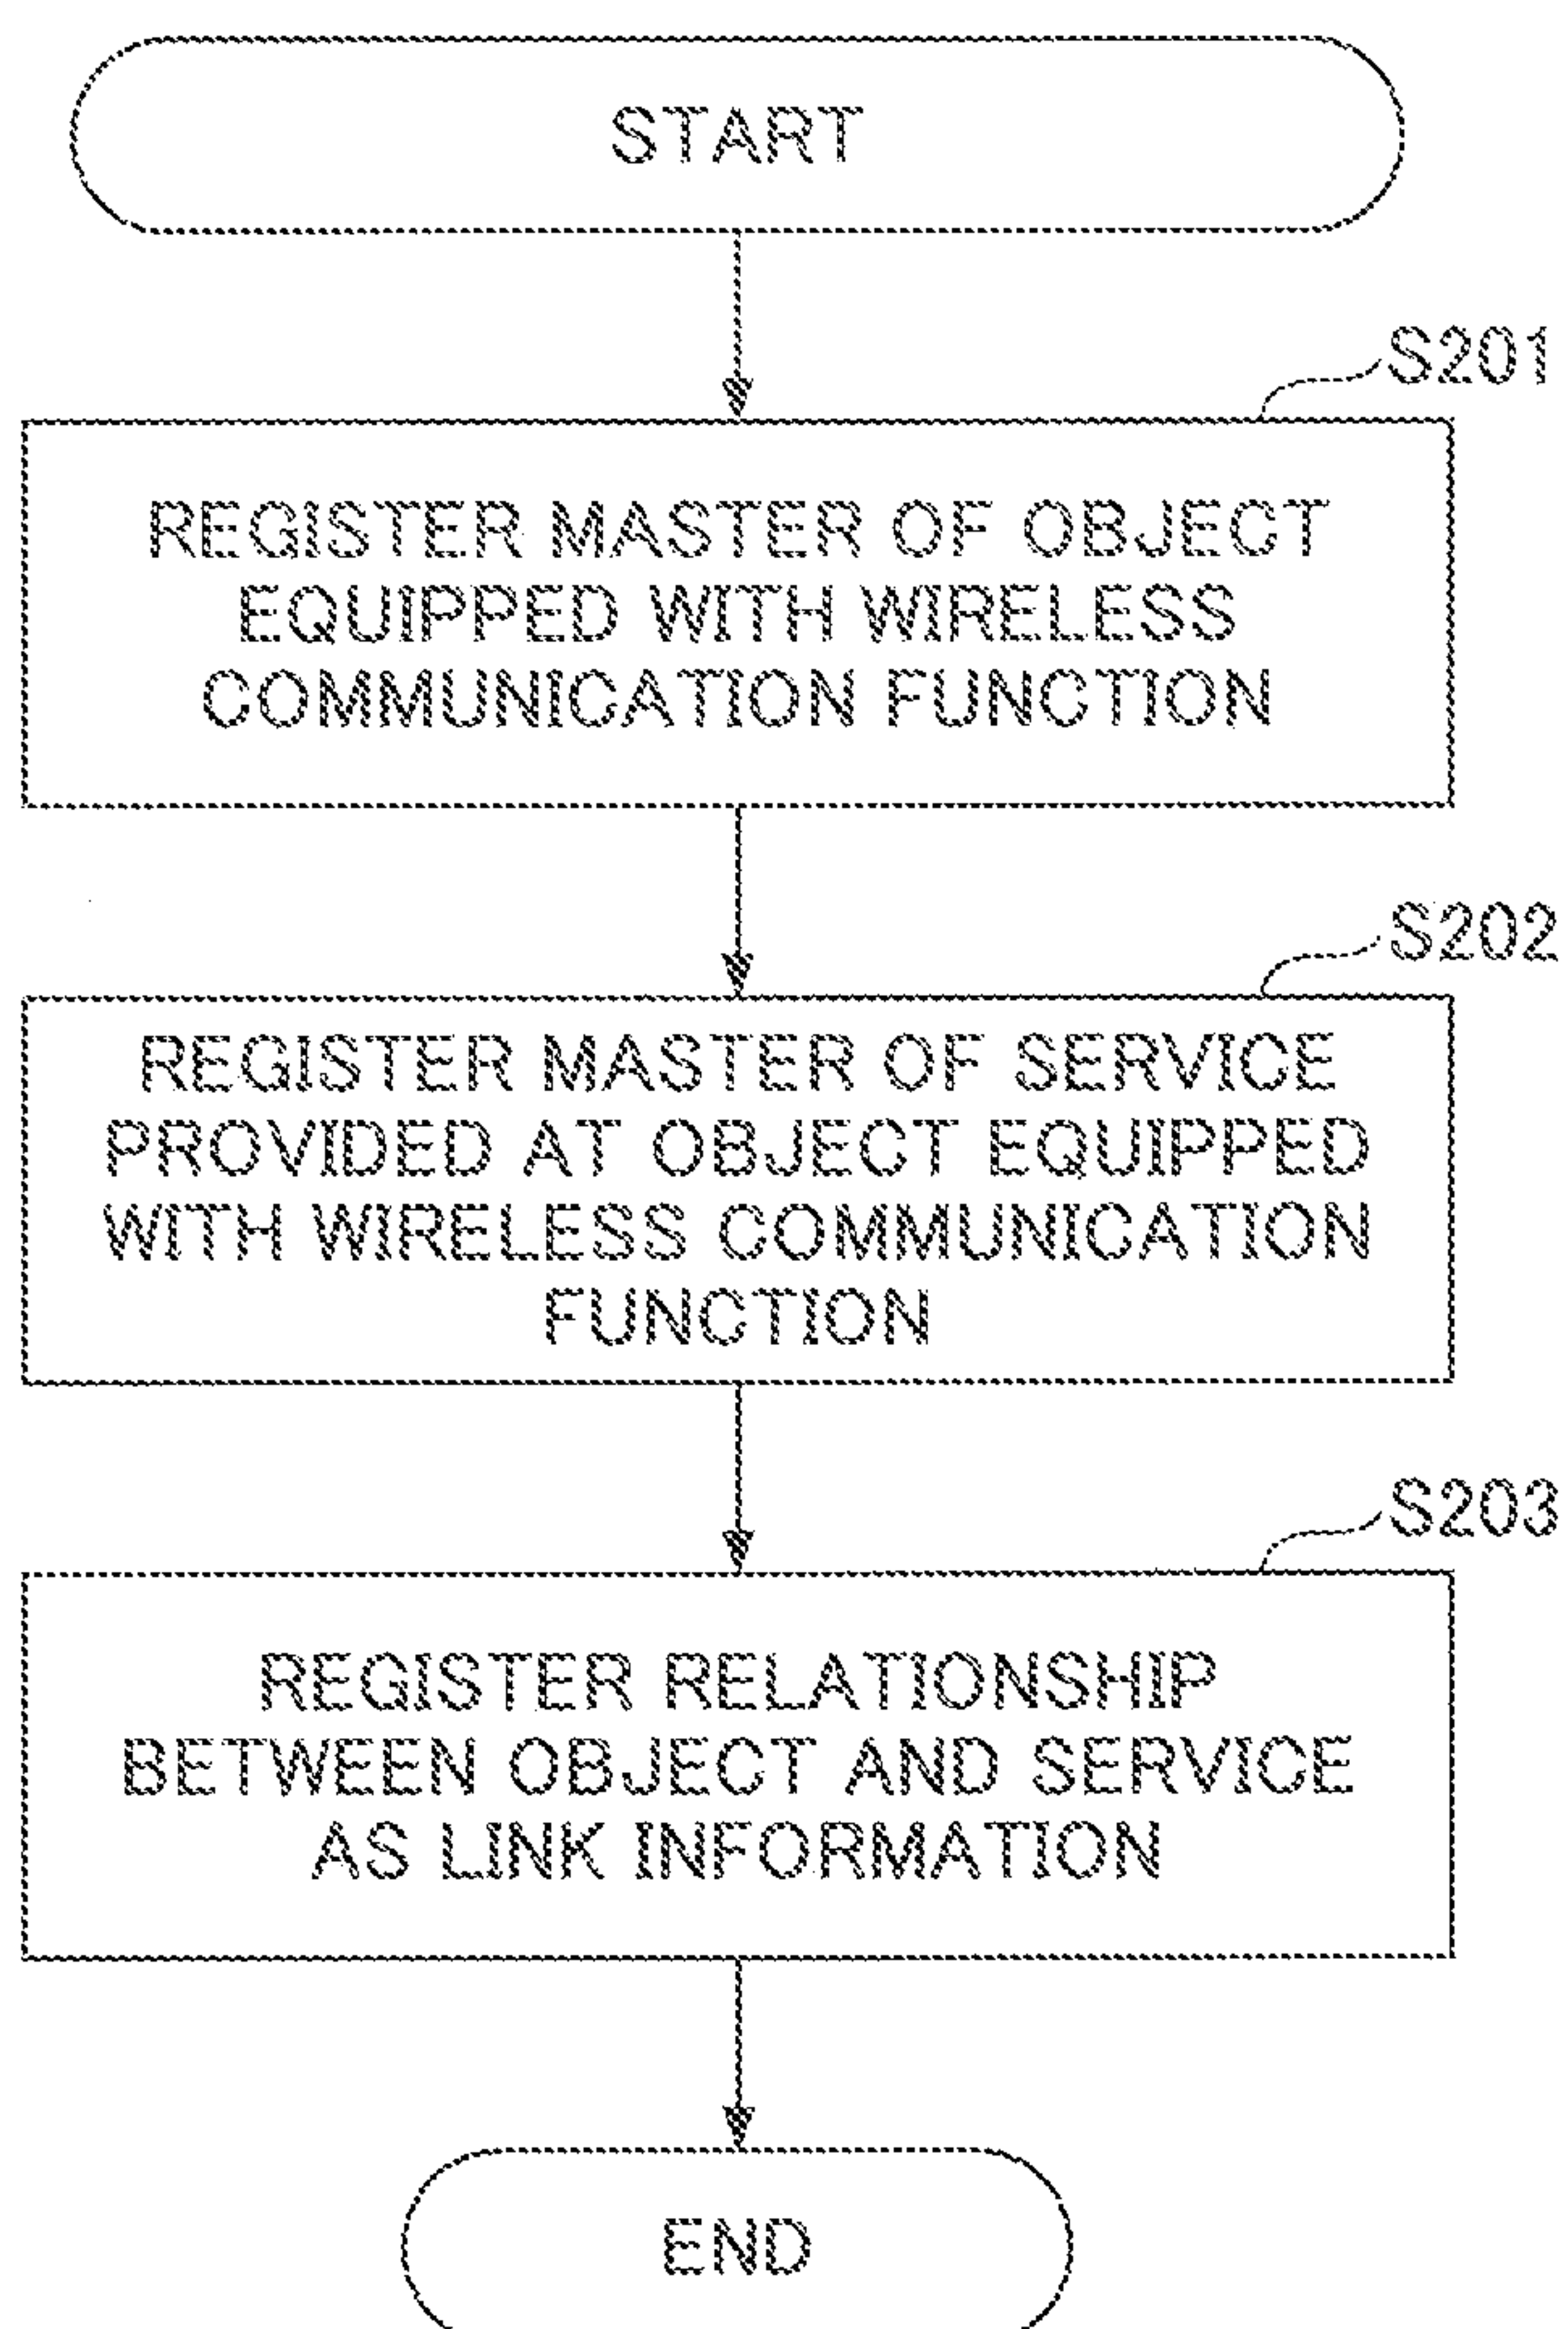 START
S201
REGISTER MASTER OF OBJECT
EQUIPPED WITH WIRELESS
COMMUNICATION FUNCTION
S202
REGISTER MASTER OF SERVICE
PROVIDED AT OBJECT EQUIPPED
WITH WIRELESS COMMUNICATION
FUNCTION
S203
REGISTER RELATIONSHIP
BETWEEN OBJECT AND SERVICE
AS LINK INFORMATION
END